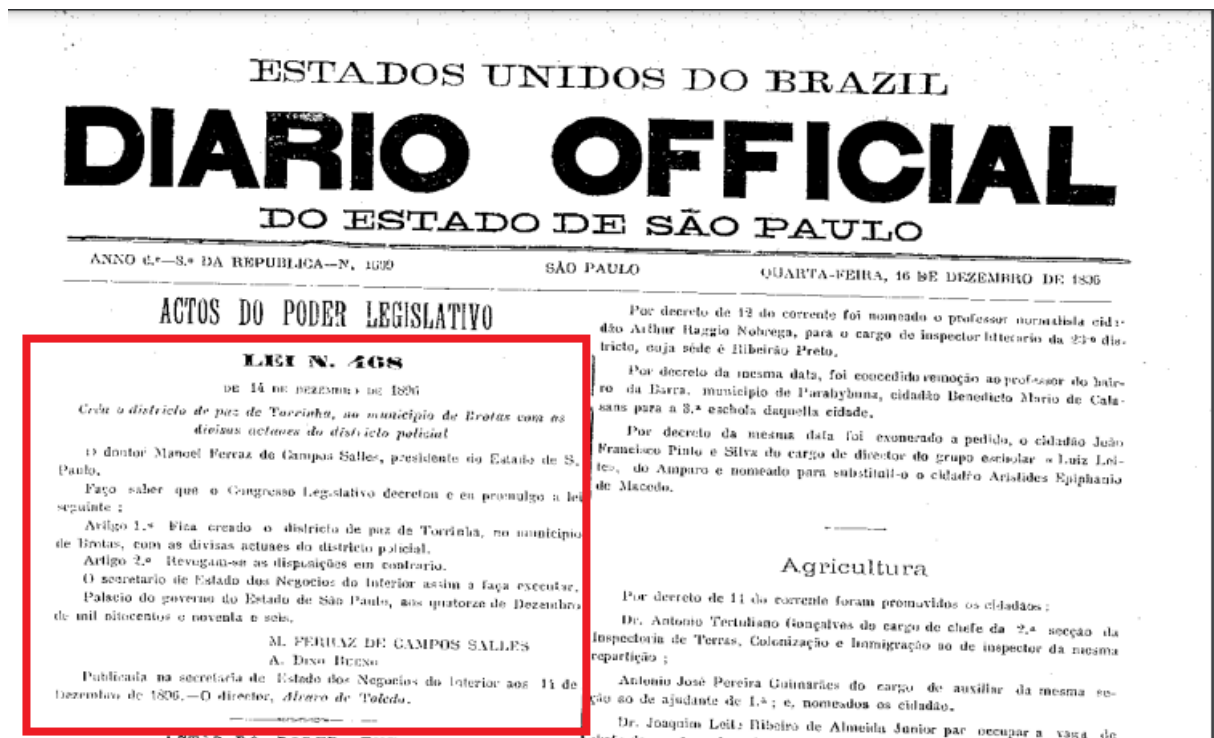 ESTADOS UNIDOS DO BRAZIL
DIARIO OFFICIAL
DO ESTADO DE SÃO PAULO
ANNO 6.º—8.º DA REPUBLICA—N. 1639
SÃO PAULO
QUARTA-FEIRA, 16 DE DEZEMBRO DE 1896
ACTOS DO PODER LEGISLATIVO
LEI N. 468
DE 14 DE DEZEMBRO DE 1896
Créa o districto de paz de Torrinha, no municipio de Brotas com as
divisas actuaes do districto policial
O doutor Manoel Ferraz de Campos Salles, presidente do Estado de S.
Paulo.
Faço saber que o Congresso Legislativo decretou e eu promulgo a lei
seguinte :
Artigo 1.º Fica creado o districto de paz de Torrinha, no municipio
de Brotas, com as divisas actuaes do districto policial.
Artigo 2.º Revogam-se as disposições em contrario.
O secretario de Estado dos Negocios do Interior assim a faça executar.
Palacio do governo do Estado de São Paulo, aos quatorze de Dezembro
de mil oitocentos e noventa e seis.
M. FERRAZ DE CAMPOS SALLES
A. DINO BUENO
Publicada na secretaria de Estado dos Negocios do Interior aos 14 de
Dezembro de 1896.—O director, Alvaro de Toledo.
ACTOS DO PODER
Por decreto de 12 do corrente foi nomeado o professor normalista cida-
dão Arthur Raggio Nobrega, para o cargo de inspector litterario da 23º dis-
tricto, cuja séde é Ribeirão Preto.
Por decreto da mesma data, foi concedido remoção ao professor do bair-
ro da Barra, municipio de Parahybuna, cidadão Benedicto Mario de Cala-
sans para a 3.ª eschola daquella cidade.
Por decreto da mesma data foi exonerado a pedido, o cidadão João
Francisco Pinto e Silva do cargo de director do grupo escholar «Luiz Lei-
te», do Amparo e nomeado para substituil-o o cidadão Aristides Epiphanio
de Macedo.
Agricultura
Por decreto de 11 do corrente foram promovidos os cidadãos :
Dr. Antonio Tertuliano Gonçalves do cargo de chefe da 2.ª secção da
Inspectoria de Terras, Colonização e Immigração ao de inspector da mesma
repartição ;
Antonio José Pereira Guimarães do cargo de auxiliar da mesma se-
ção ao de ajudante de 1.ª ; e, nomeados os cidadão.
Dr. Joaquim Leite Ribeiro de Almeida Junior par occupar a vaga de